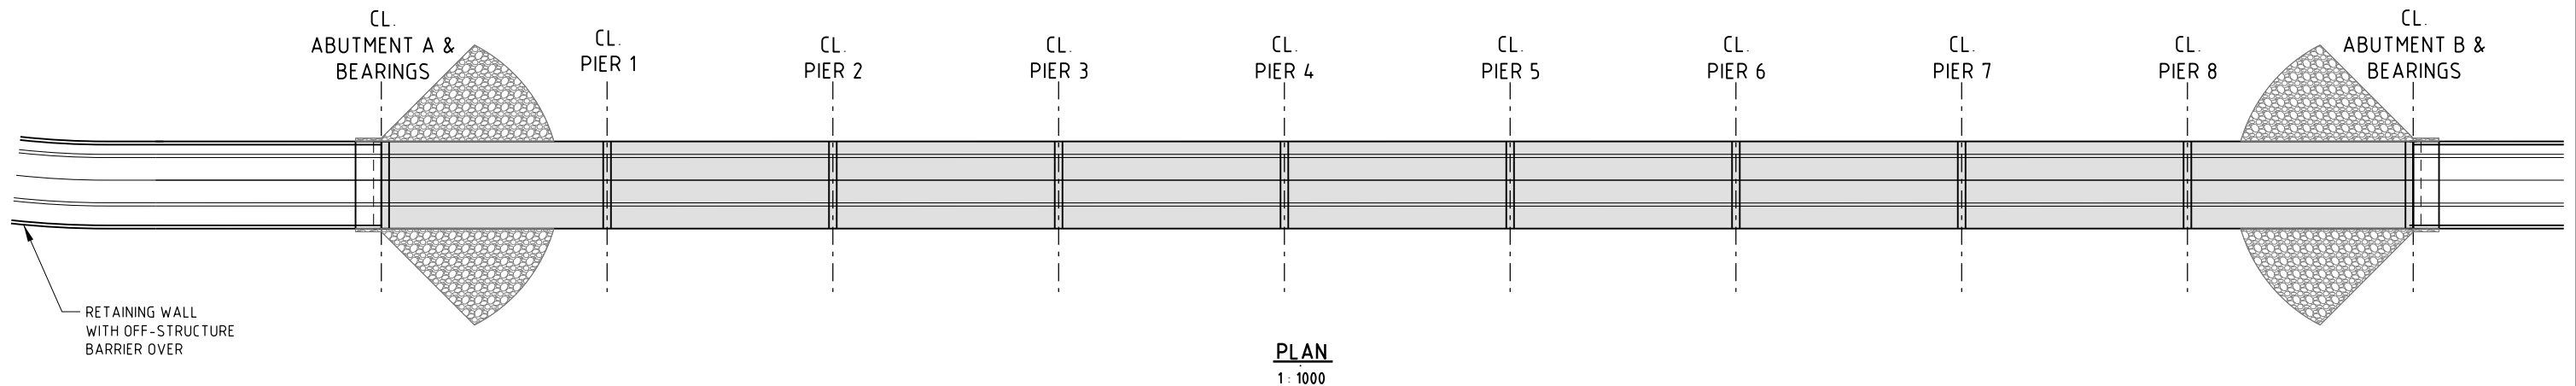 CL.
ABUTMENT A &
BEARINGS
CL.
PIER 1
CL.
PIER 2
CL.
PIER 3
CL.
PIER 4
CL.
PIER 5
CL.
PIER 6
CL.
PIER 7
CL.
PIER 8
CL.
ABUTMENT B &
BEARINGS
RETAINING WALL
WITH OFF-STRUCTURE
BARRIER OVER
PLAN
1 : 1000